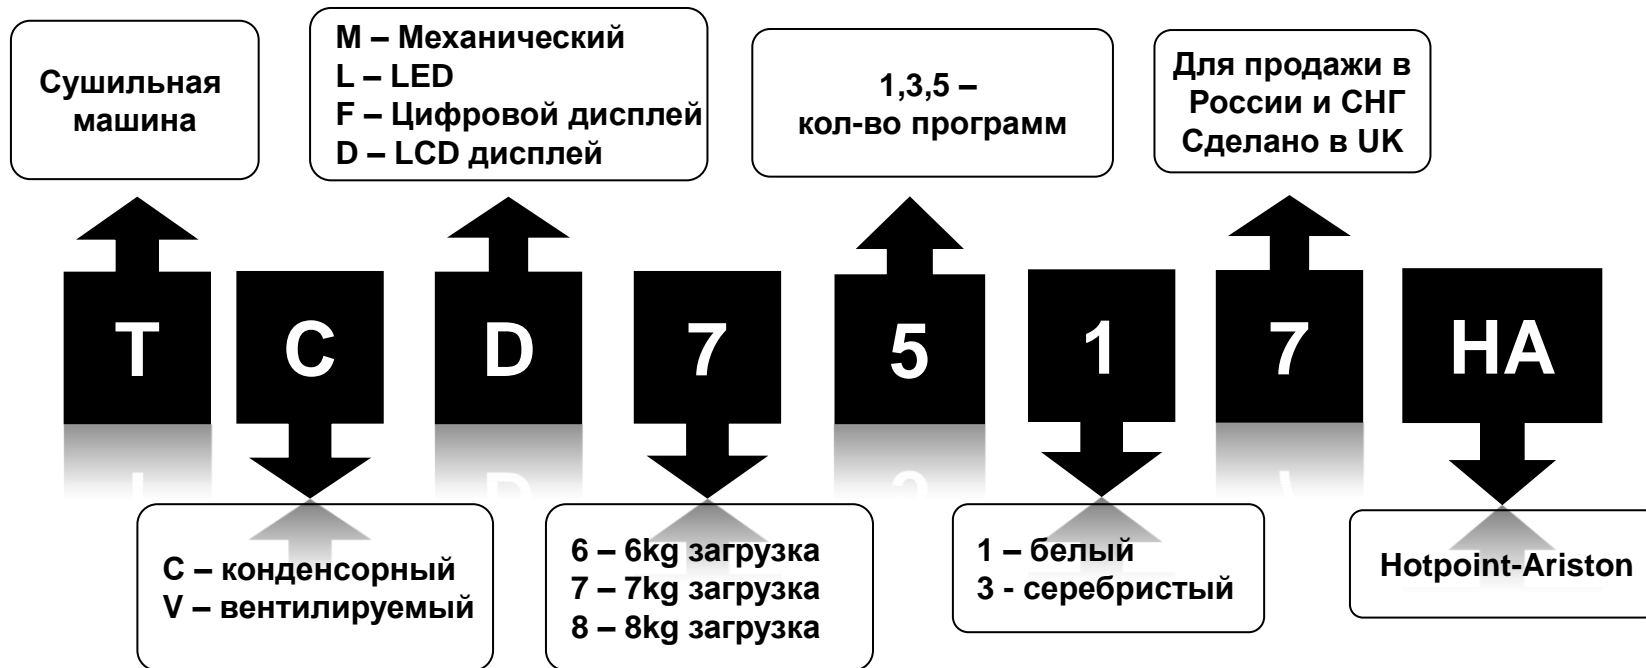 Сушильная
машина
M – Механический
L – LED
F – Цифровой дисплей
D – LCD дисплей
1,3,5 –
кол-во программ
Для продажи в
России и СНГ
Сделано в UK
T C D 7 5 1 7 HA
C – конденсорный
V – вентилируемый
6 – 6kg загрузка
7 – 7kg загрузка
8 – 8kg загрузка
1 – белый
3 - серебристый
Hotpoint-Ariston